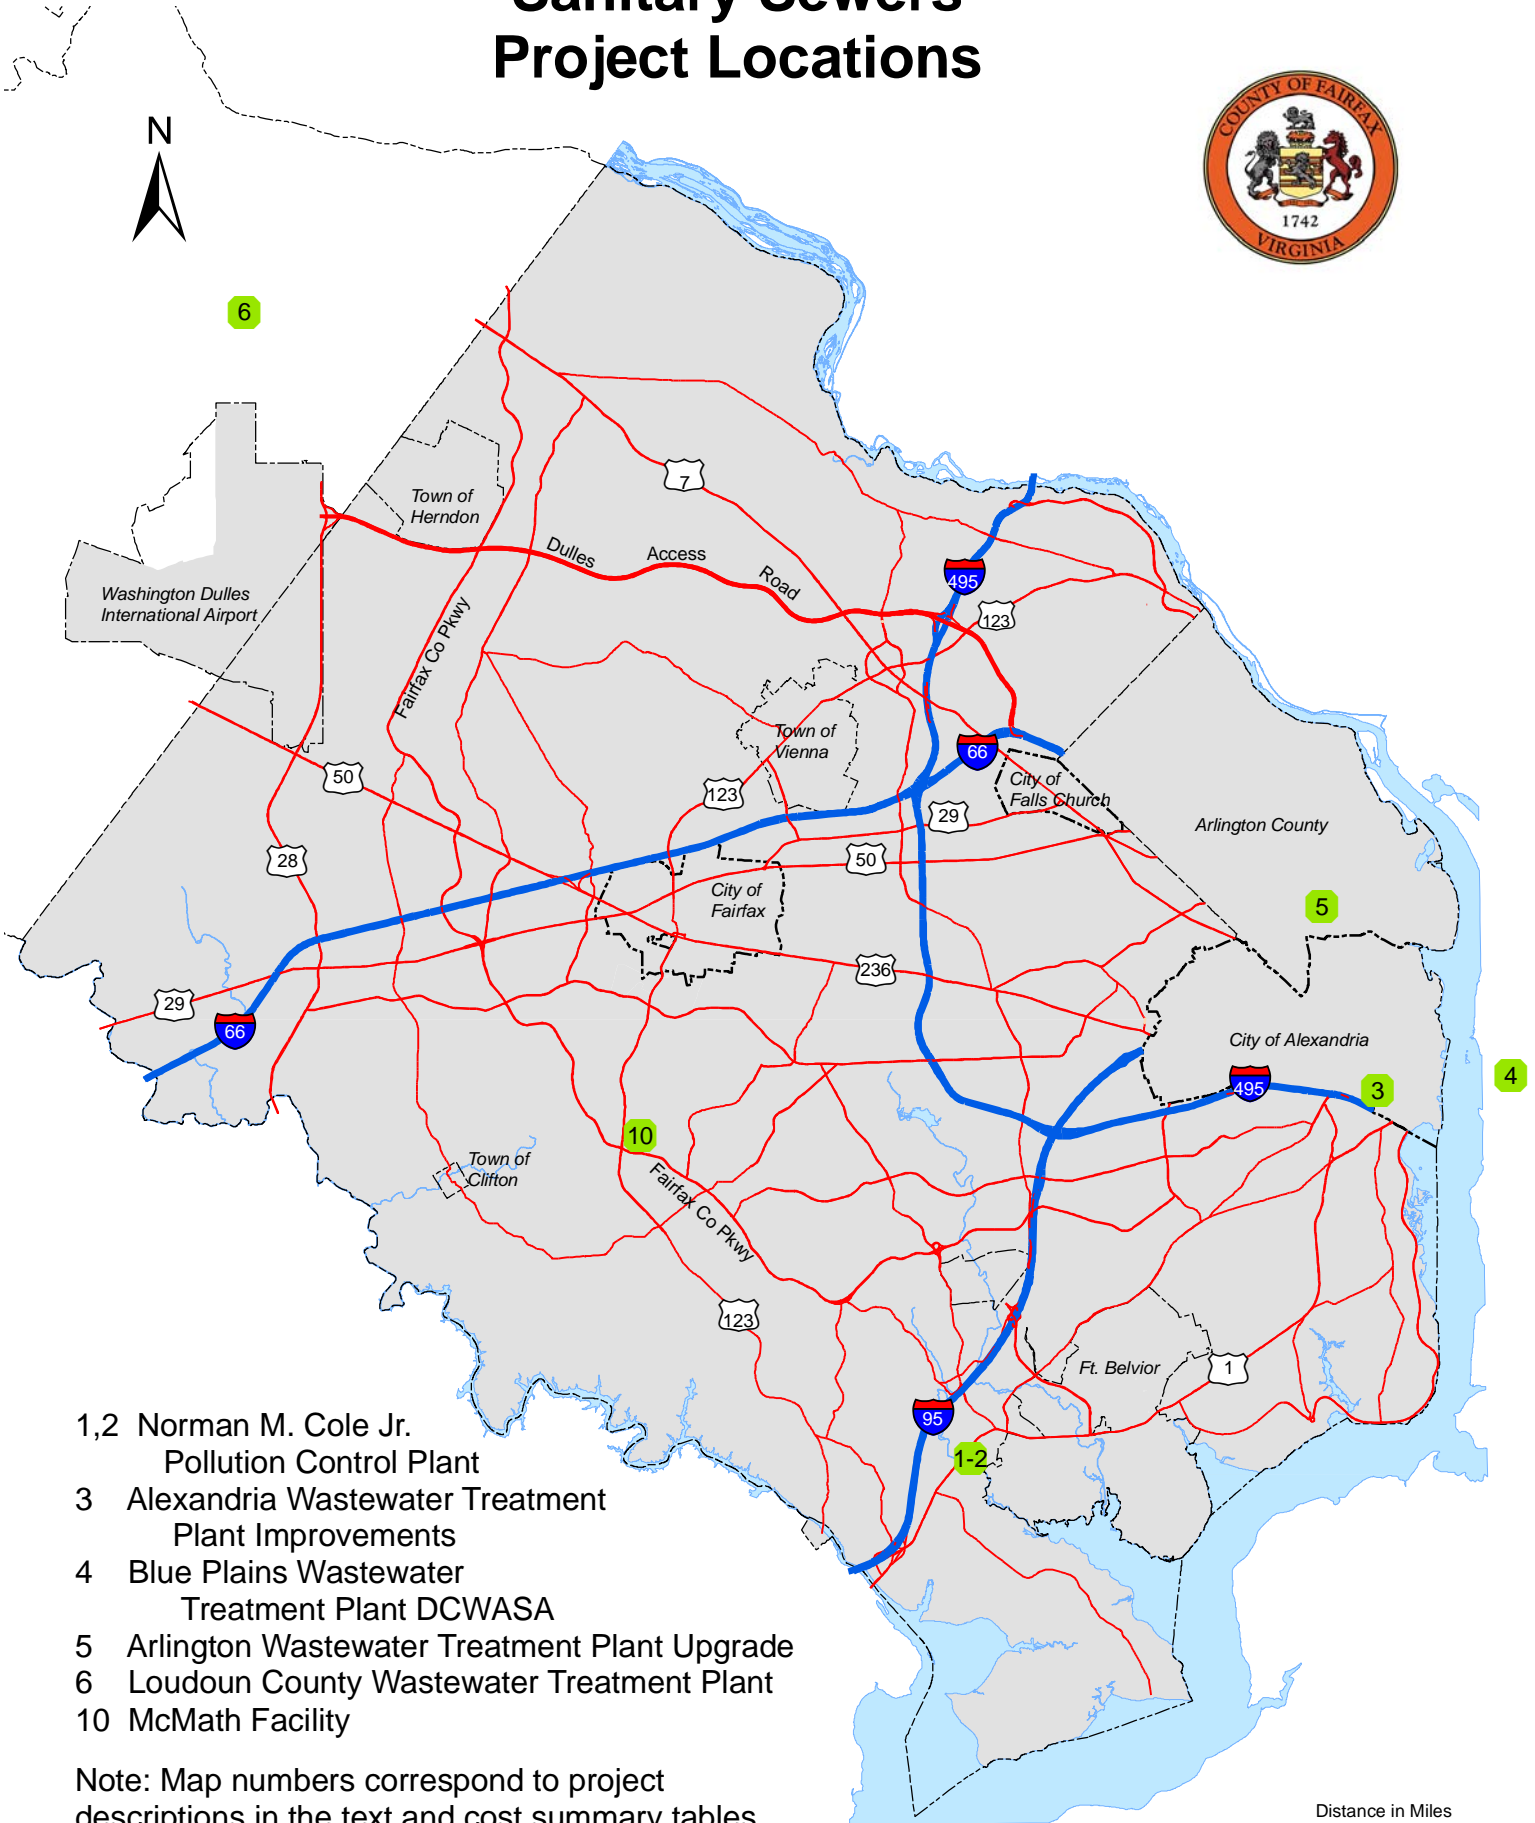 Sanitary Sewers
Project Locations
COUNTY OF FAIRFAX
1742
VIRGINIA
N
6
7
Town of
Herndon
Dulles Access Road
495
123
Washington Dulles
International Airport
Fairfax Co Pkwy
Town of
Vienna
66
50
123
City of
Falls Church
29
Arlington County
28
50
City of
Fairfax
5
236
29
66
City of Alexandria
495
3
4
10
Town of
Clifton
Fairfax Co Pkwy
123
Ft. Belvior
1
95
1-2
1,2 Norman M. Cole Jr.
Pollution Control Plant
3 Alexandria Wastewater Treatment
Plant Improvements
4 Blue Plains Wastewater
Treatment Plant DCWASA
5 Arlington Wastewater Treatment Plant Upgrade
6 Loudoun County Wastewater Treatment Plant
10 McMath Facility
Note: Map numbers correspond to project
descriptions in the text and cost summary tables
Distance in Miles